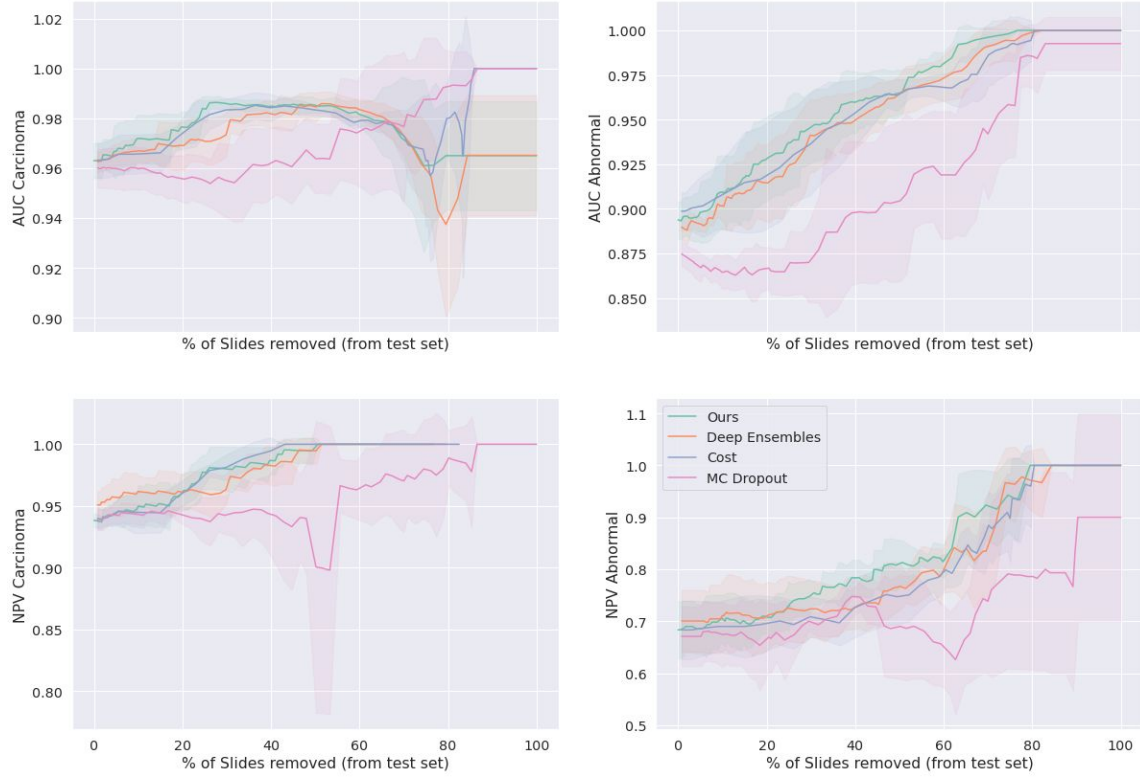 1.02
1.00
0.98
0.96
0.94
0.92
0.90
AUC Carcinoma
% of Slides removed (from test set)
1.000
0.975
0.950
0.925
0.900
0.875
0.850
AUC Abnormal
% of Slides removed (from test set)
1.00
0.95
0.90
0.85
0.80
NPV Carcinoma
0 20 40 60 80 100
% of Slides removed (from test set)
1.1
1.0
0.9
0.8
0.7
0.6
0.5
NPV Abnormal
Ours
Deep Ensembles
Cost
MC Dropout
0 20 40 60 80 100
% of Slides removed (from test set)